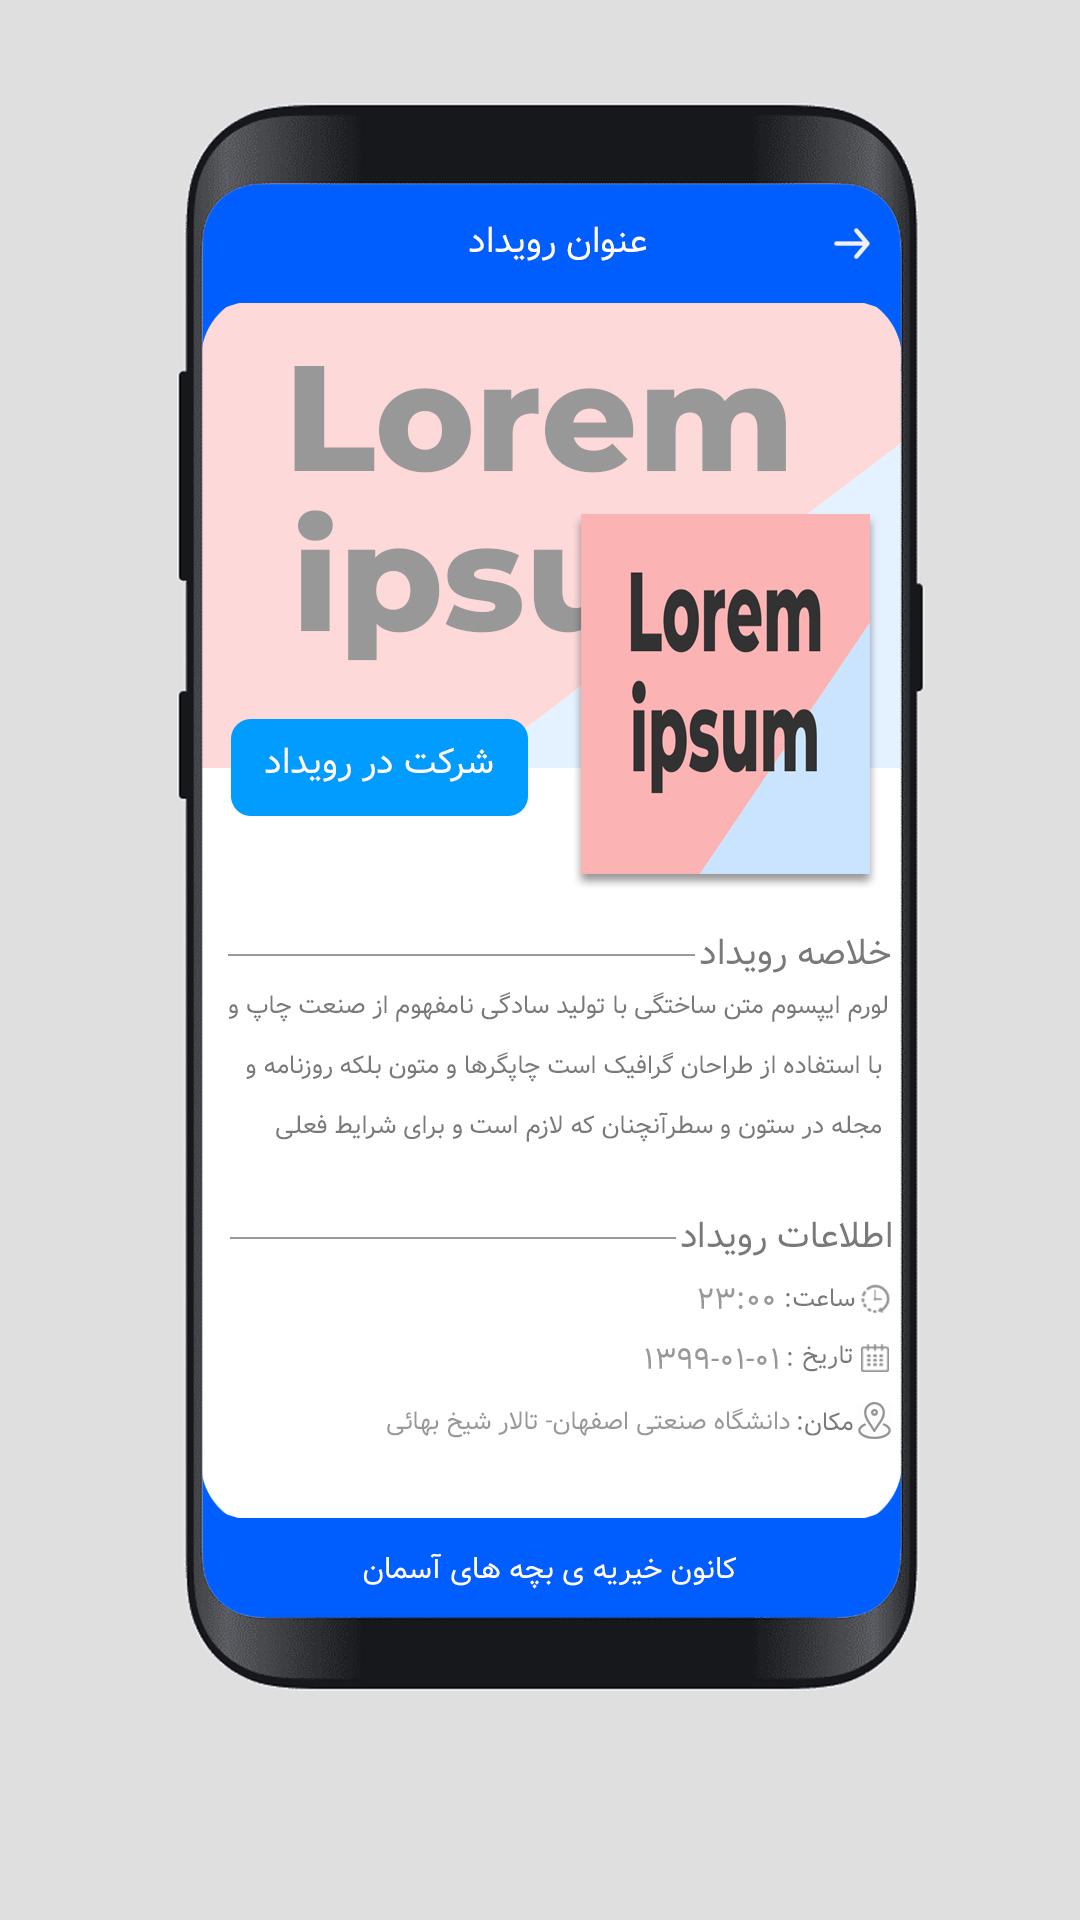 عنوان رویداد
Lorem
ipsu
Lorem
ipsum
شرکت در رویداد
خلاصه رویداد
لورم ایپسوم متن ساختگی با تولید سادگی نامفهوم از صنعت چاپ و
با استفاده از طراحان گرافیک است چاپگرها و متون بلکه روزنامه و
مجله در ستون و سطرآنچنان که لازم است و برای شرایط فعلی
اطلاعات رویداد
ساعت: ۲۳:۰۰
تاریخ : ۱۳۹۹-۰۱-۰۱
مکان: دانشگاه صنعتی اصفهان- تالار شیخ بهائی
کانون خیریه ی بچه های آسمان